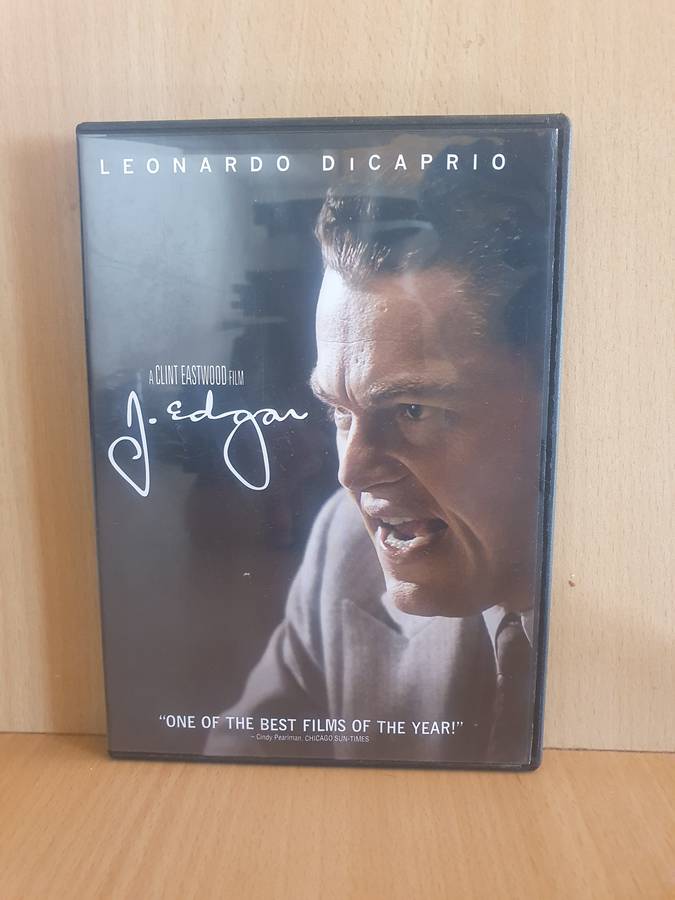 LEONARDO DiCAPRIO
A CLINT EASTWOOD FILM
J. Edgar
“ONE OF THE BEST FILMS OF THE YEAR!”
– Cindy Pearlman, CHICAGO SUN-TIMES